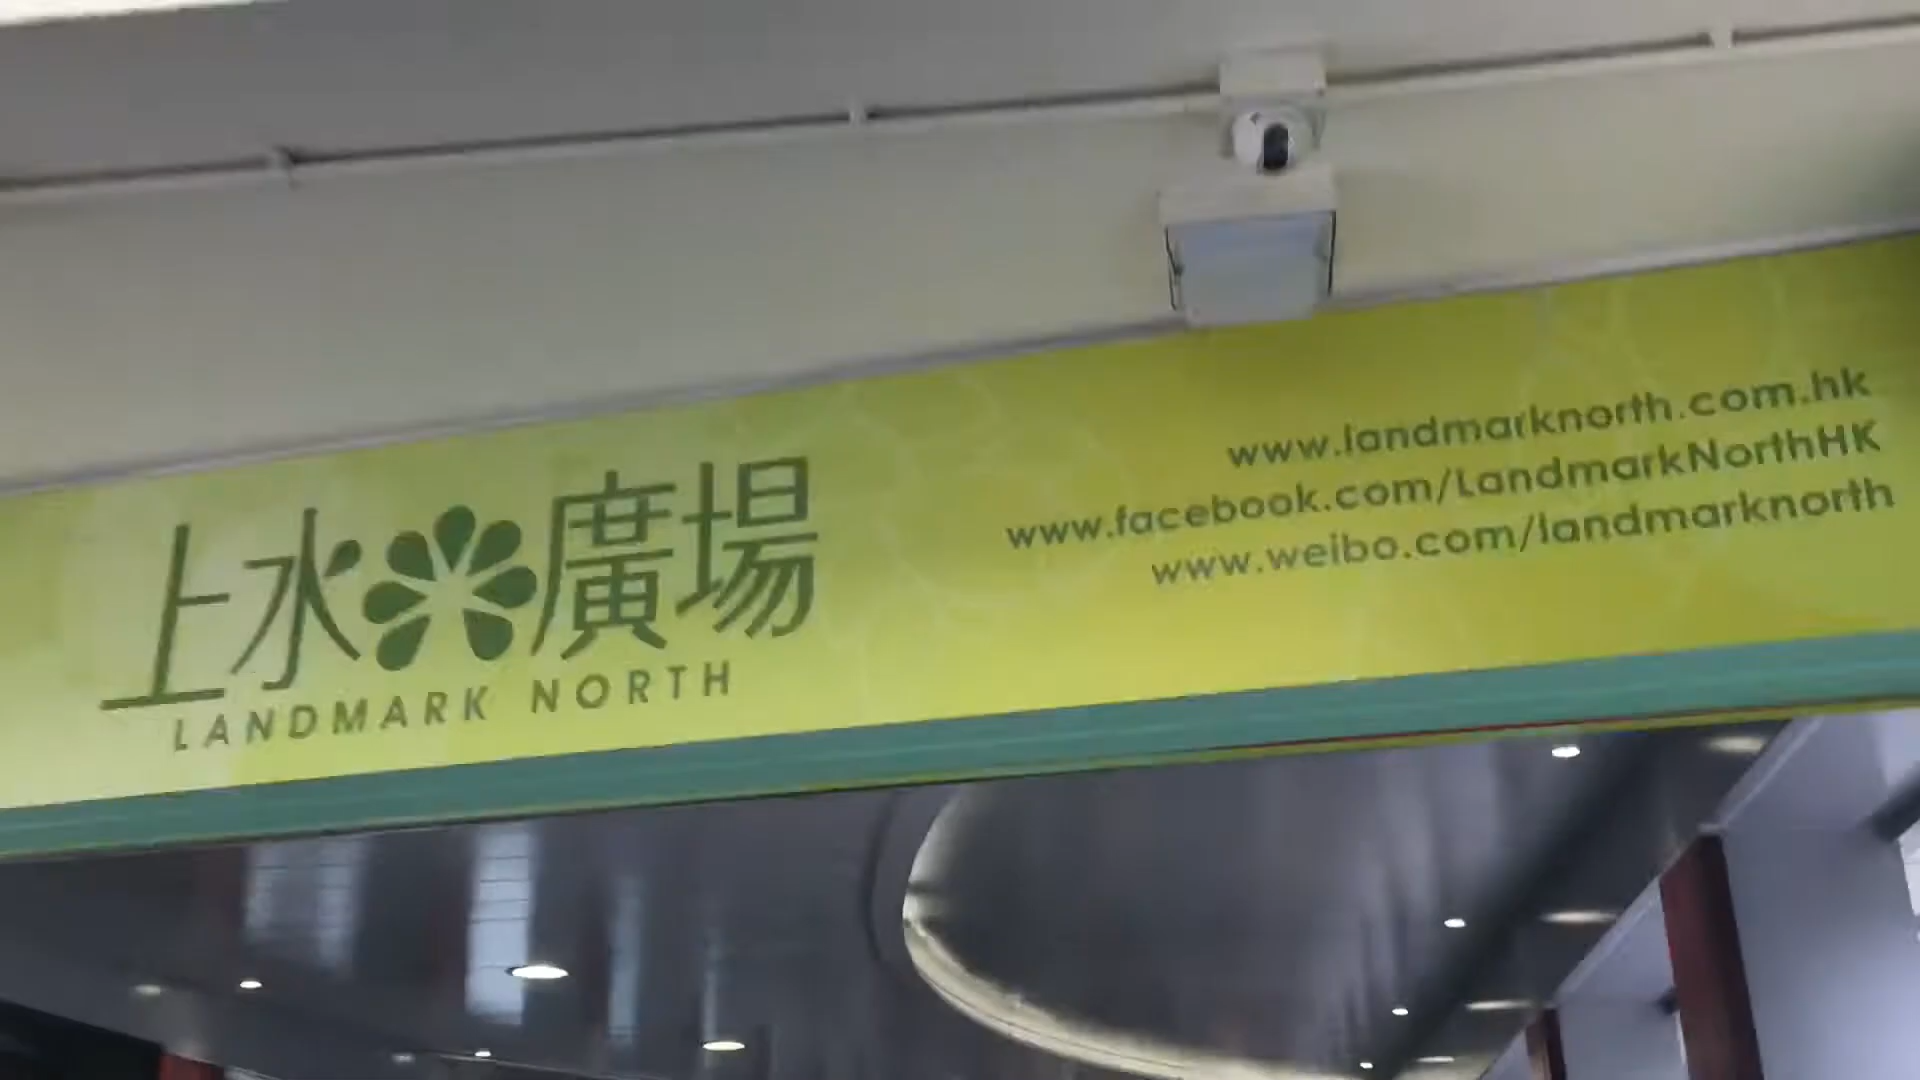 上水廣場
LANDMARK NORTH
www.landmarknorth.com.hk
www.facebook.com/LandmarkNorthHK
www.weibo.com/landmarknorth